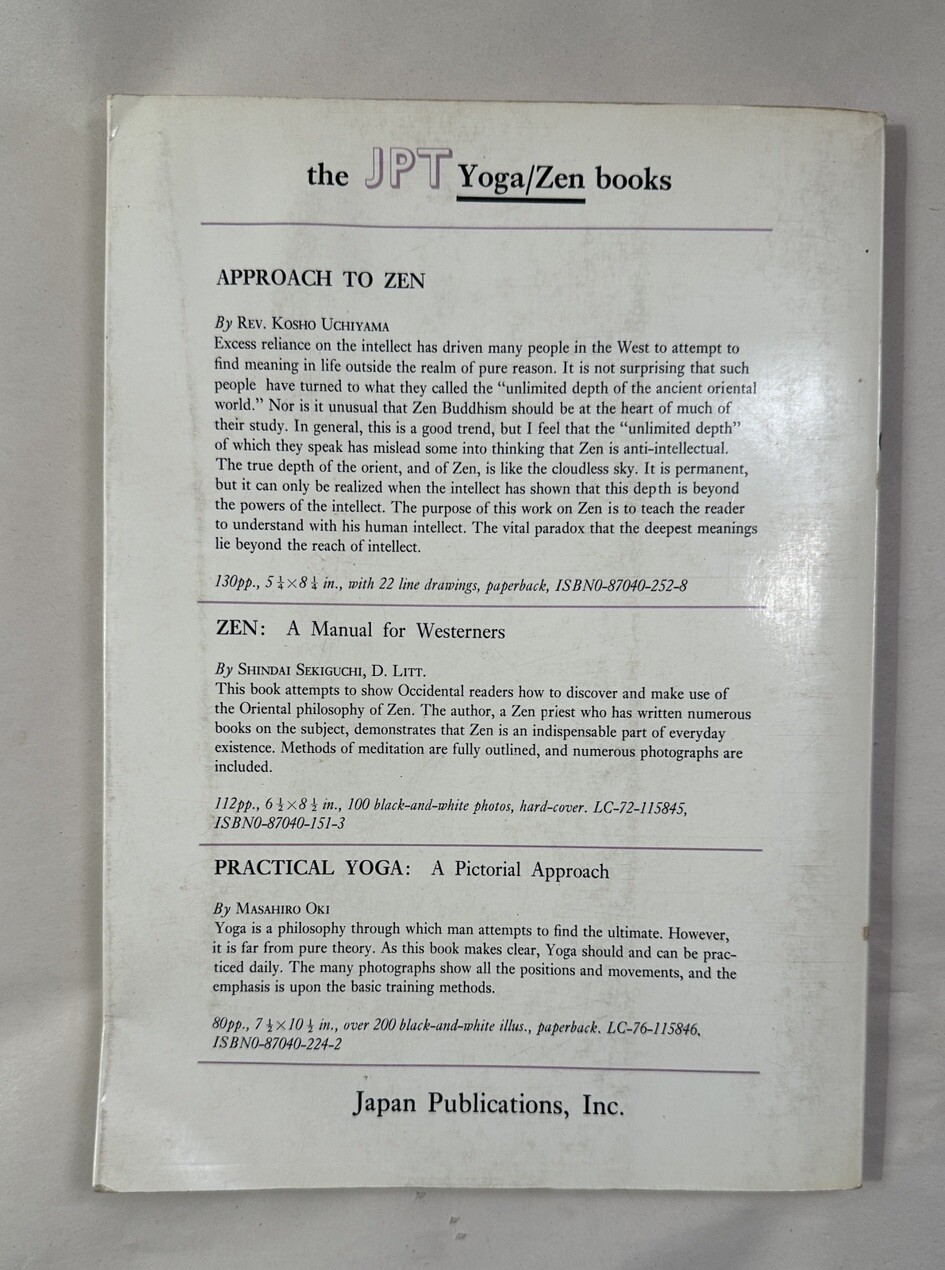 the JPT Yoga/Zen books
APPROACH TO ZEN
By REV. KOSHO UCHIYAMA
Excess reliance on the intellect has driven many people in the West to attempt to
find meaning in life outside the realm of pure reason. It is not surprising that such
people have turned to what they called the “unlimited depth of the ancient oriental
world.” Nor is it unusual that Zen Buddhism should be at the heart of much of
their study. In general, this is a good trend, but I feel that the “unlimited depth”
of which they speak has mislead some into thinking that Zen is anti-intellectual.
The true depth of the orient, and of Zen, is like the cloudless sky. It is permanent,
but it can only be realized when the intellect has shown that this depth is beyond
the powers of the intellect. The purpose of this work on Zen is to teach the reader
to understand with his human intellect. The vital paradox that the deepest meanings
lie beyond the reach of intellect.
130pp., 5¼×8¼ in., with 22 line drawings, paperback, ISBN0-87040-252-8
ZEN: A Manual for Westerners
By SHINDAI SEKIGUCHI, D. LITT.
This book attempts to show Occidental readers how to discover and make use of
the Oriental philosophy of Zen. The author, a Zen priest who has written numerous
books on the subject, demonstrates that Zen is an indispensable part of everyday
existence. Methods of meditation are fully outlined, and numerous photographs are
included.
112pp., 6½×8½ in., 100 black-and-white photos, hard-cover. LC-72-115845,
ISBN0-87040-151-3
PRACTICAL YOGA: A Pictorial Approach
By MASAHIRO OKI
Yoga is a philosophy through which man attempts to find the ultimate. However,
it is far from pure theory. As this book makes clear, Yoga should and can be prac-
ticed daily. The many photographs show all the positions and movements, and the
emphasis is upon the basic training methods.
80pp., 7½×10½ in., over 200 black-and-white illus., paperback. LC-76-115846,
ISBN0-87040-224-2
Japan Publications, Inc.